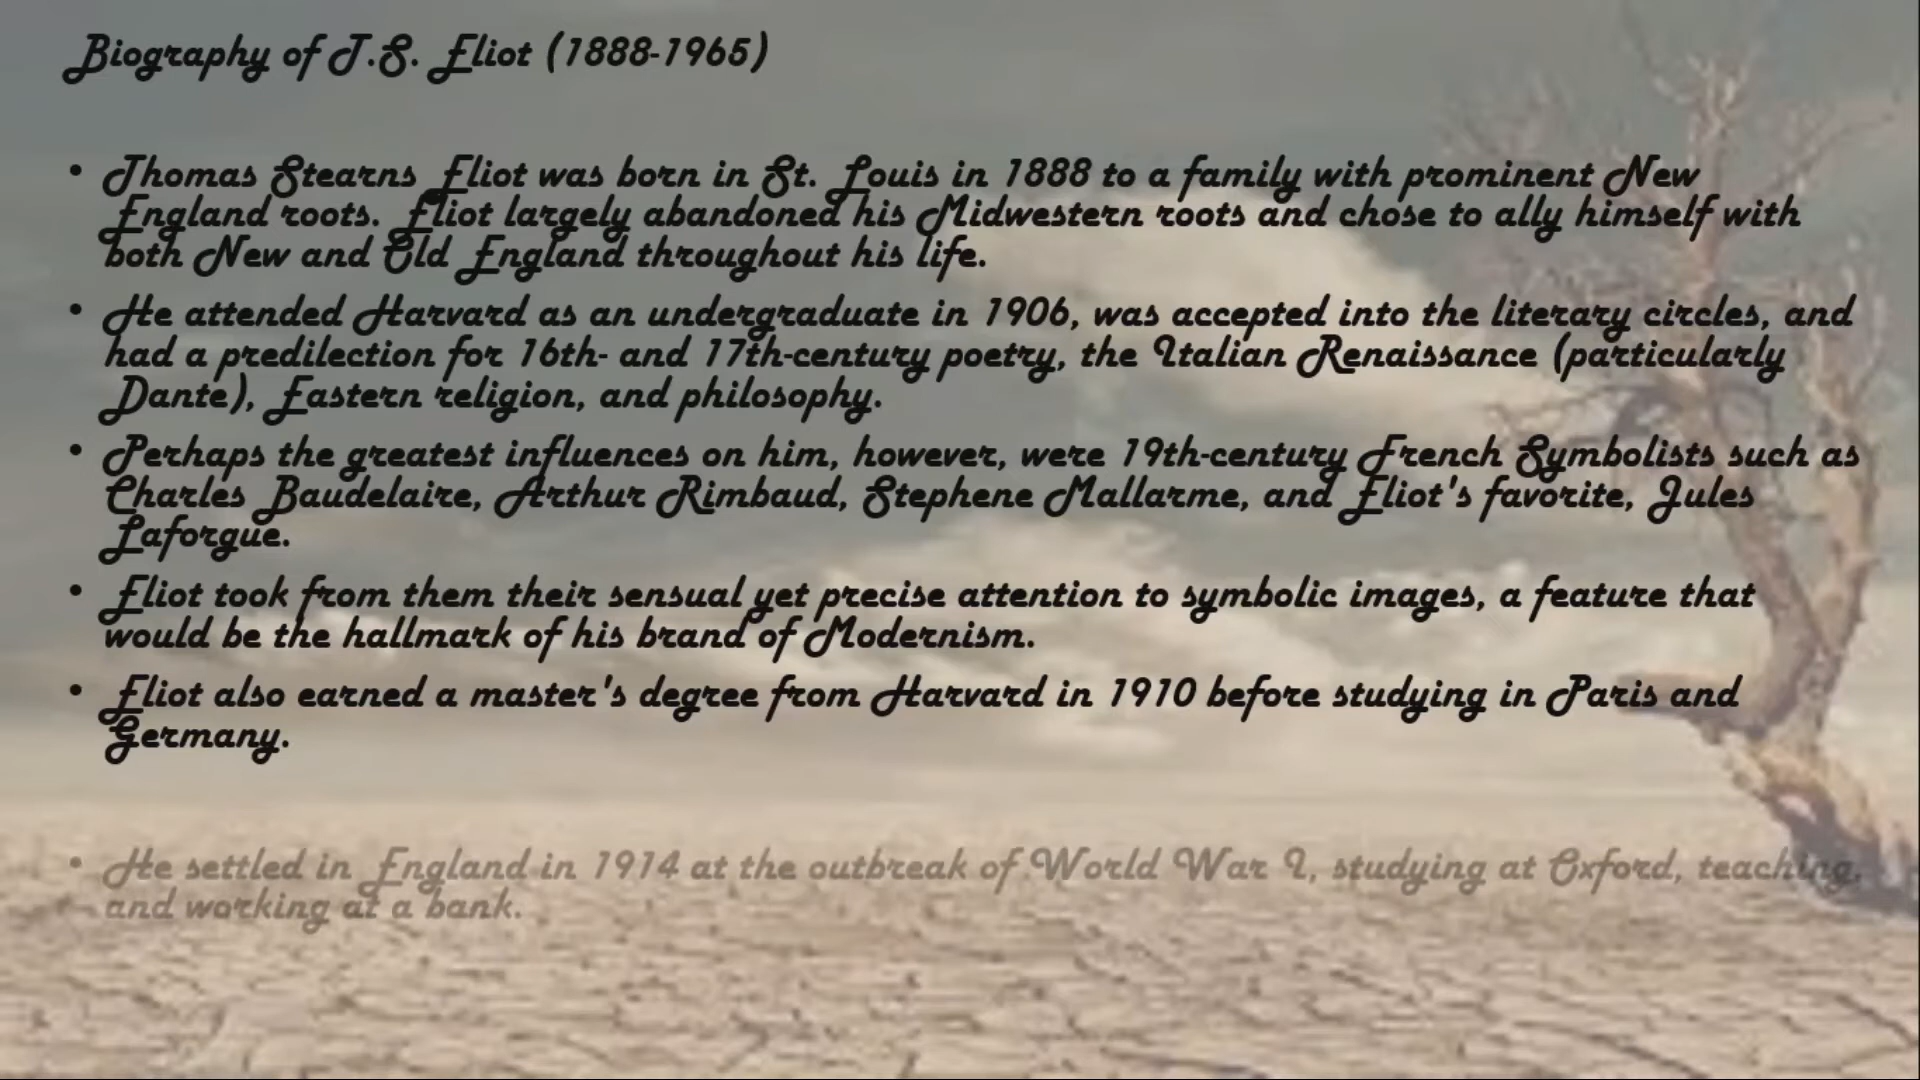 Biography of T.S. Eliot (1888-1965)
• Thomas Stearns Eliot was born in St. Louis in 1888 to a family with prominent New
England roots. Eliot largely abandoned his Midwestern roots and chose to ally himself with
both New and Old England throughout his life.
• He attended Harvard as an undergraduate in 1906, was accepted into the literary circles, and
had a predilection for 16th- and 17th-century poetry, the Italian Renaissance (particularly
Dante), Eastern religion, and philosophy.
• Perhaps the greatest influences on him, however, were 19th-century French Symbolists such as
Charles Baudelaire, Arthur Rimbaud, Stephene Mallarme, and Eliot's favorite, Jules
Laforgue.
• Eliot took from them their sensual yet precise attention to symbolic images, a feature that
would be the hallmark of his brand of Modernism.
• Eliot also earned a master's degree from Harvard in 1910 before studying in Paris and
Germany.
• He settled in England in 1914 at the outbreak of World War I, studying at Oxford, teaching,
and working at a bank.